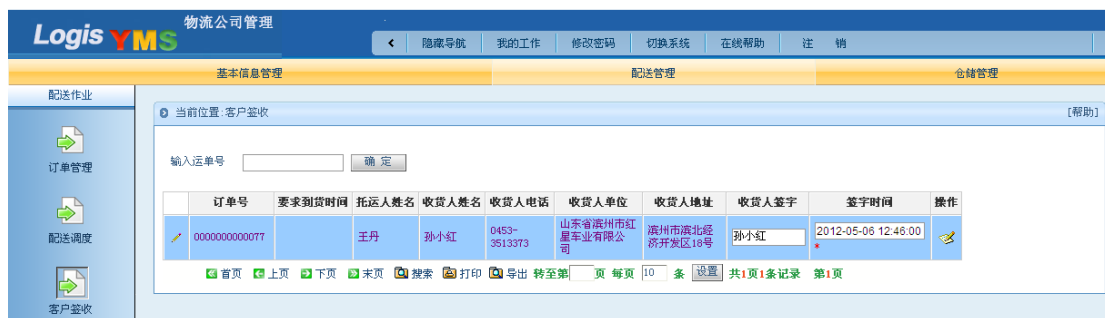 物流公司管理
Logis YMS
隐藏导航 我的工作 修改密码 切换系统 在线帮助 注 销
基本信息管理 配送管理 仓储管理
配送作业
当前位置:客户签收 [帮助]
输入运单号 确 定
订单管理
订单号 要求到货时间 托运人姓名 收货人姓名 收货人电话 收货人单位 收货人地址 收货人签字 签字时间 操作
0000000000077 王丹 孙小红 0453-3513373 山东省滨州市红星车业有限公司 滨州市滨北经济开发区18号 孙小红 2012-05-06 12:46:00 *
配送调度
首页 上页 下页 末页 搜索 打印 导出 转至第 页 每页 10 条 设置 共1页1条记录 第1页
客户签收